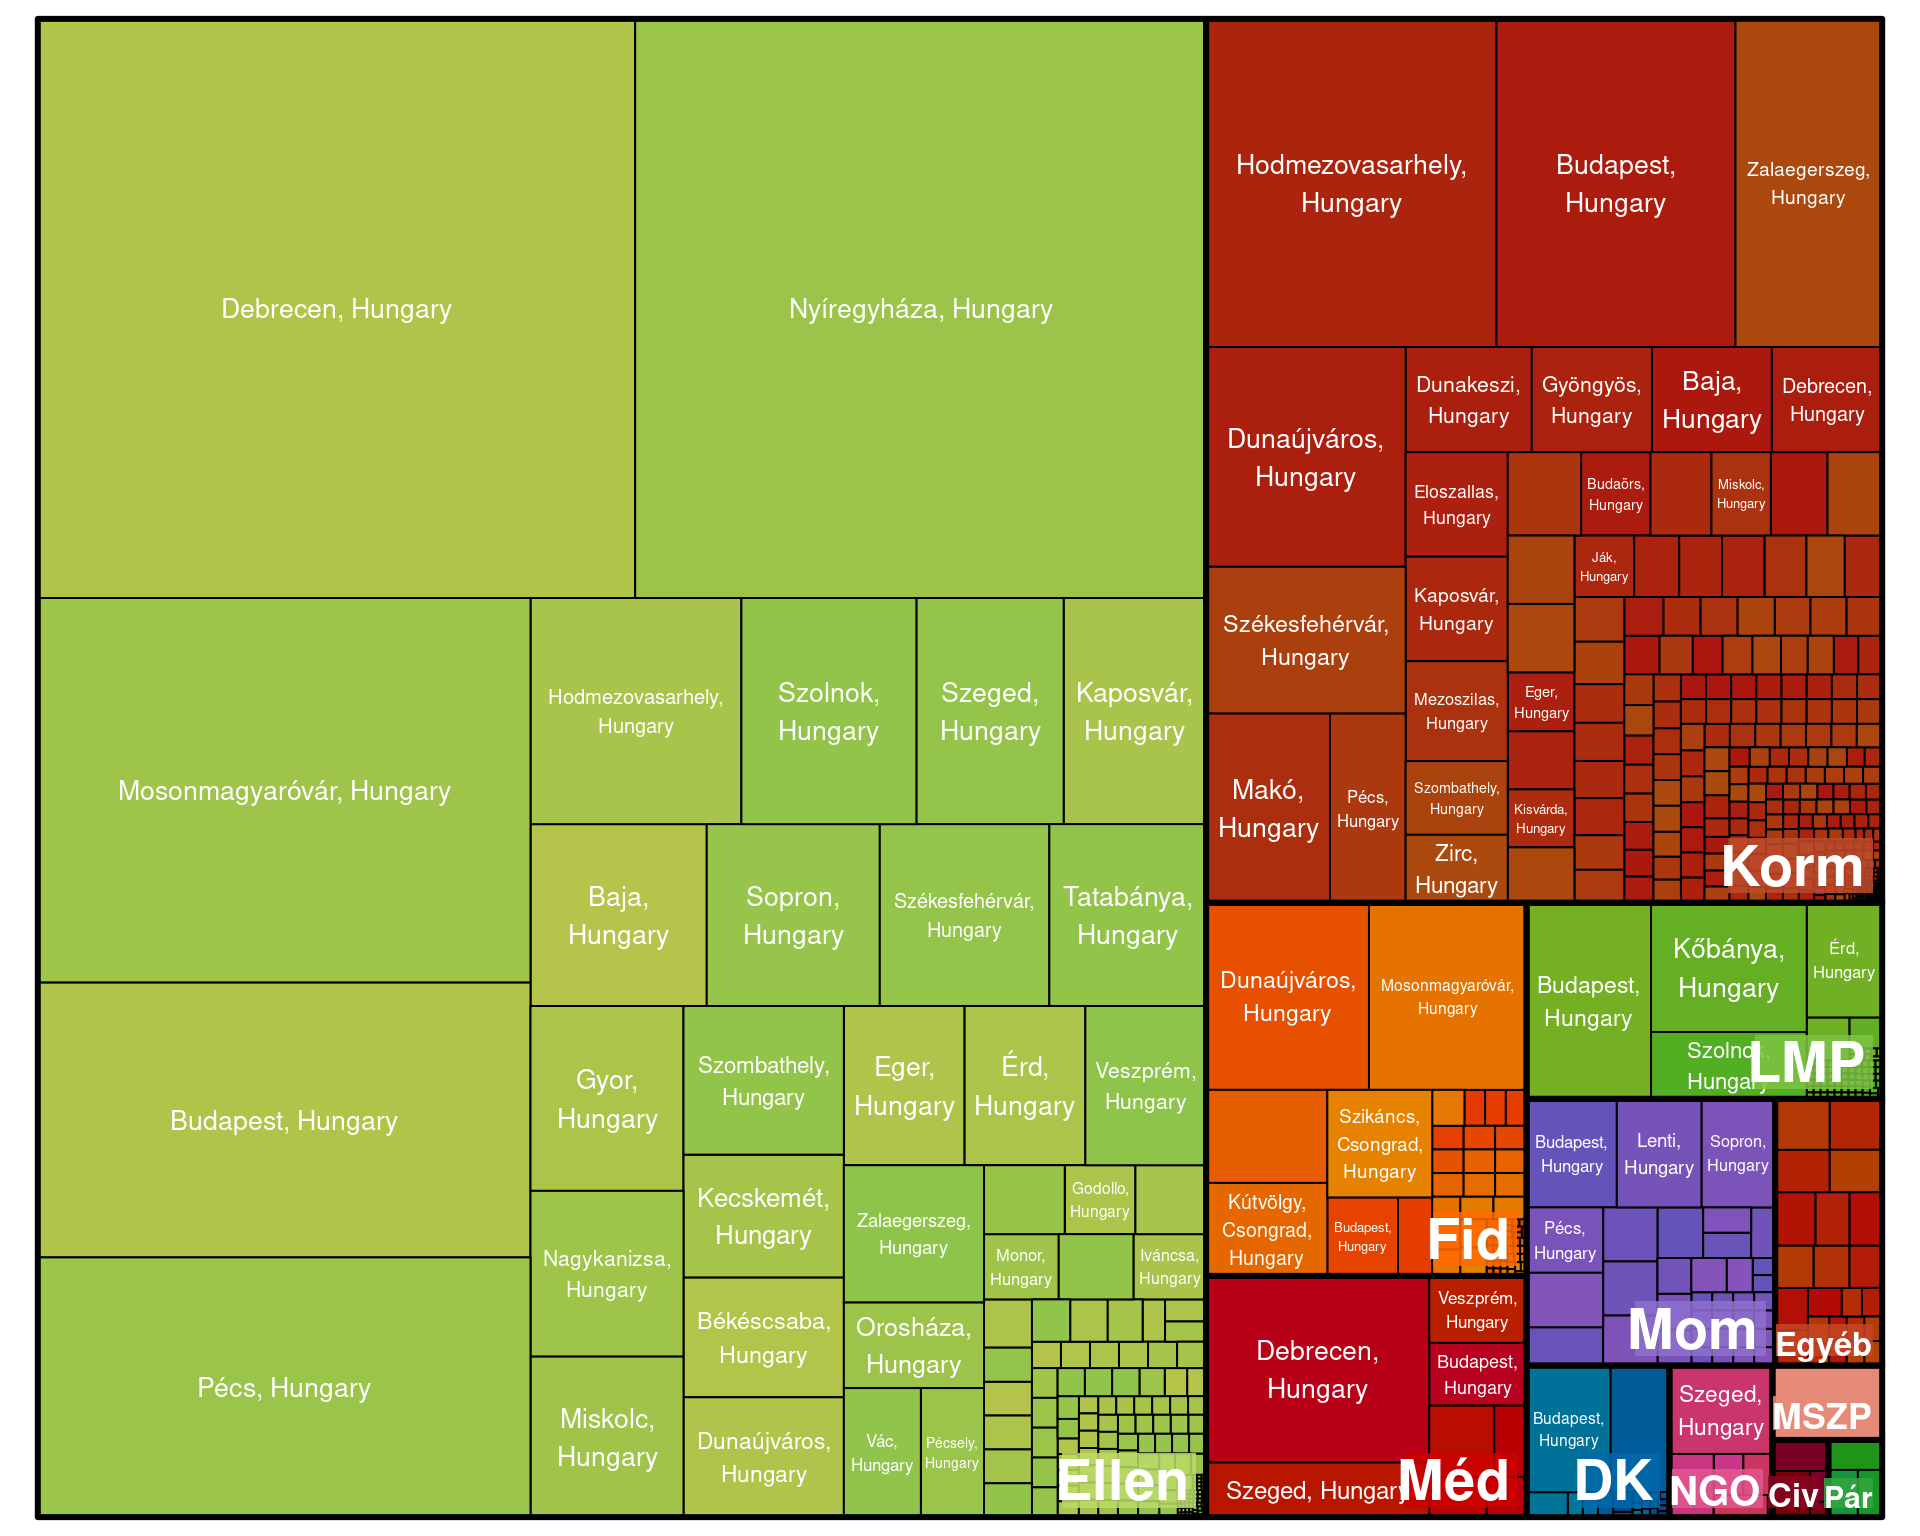 Debrecen, Hungary
Nyíregyháza, Hungary
Mosonmagyaróvár, Hungary
Budapest, Hungary
Pécs, Hungary
Hodmezovasarhely,
Hungary
Szolnok,
Hungary
Szeged,
Hungary
Kaposvár,
Hungary
Baja,
Hungary
Sopron,
Hungary
Székesfehérvár,
Hungary
Tatabánya,
Hungary
Gyor,
Hungary
Nagykanizsa,
Hungary
Miskolc,
Hungary
Szombathely,
Hungary
Kecskemét,
Hungary
Békéscsaba,
Hungary
Dunaújváros,
Hungary
Eger,
Hungary
Érd,
Hungary
Veszprém,
Hungary
Zalaegerszeg,
Hungary
Orosháza,
Hungary
Vác,
Hungary
Pécsely,
Hungary
Godollo,
Hungary
Monor,
Hungary
Iváncsa,
Hungary
Ellen
Hodmezovasarhely,
Hungary
Budapest,
Hungary
Zalaegerszeg,
Hungary
Dunaújváros,
Hungary
Székesfehérvár,
Hungary
Makó,
Hungary
Pécs,
Hungary
Dunakeszi,
Hungary
Gyöngyös,
Hungary
Baja,
Hungary
Debrecen,
Hungary
Eloszallas,
Hungary
Kaposvár,
Hungary
Mezoszilas,
Hungary
Szombathely,
Hungary
Zirc,
Hungary
Budaörs,
Hungary
Miskolc,
Hungary
Ják,
Hungary
Eger,
Hungary
Kisvárda,
Hungary
Korm
Dunaújváros,
Hungary
Mosonmagyaróvár,
Hungary
Szikáncs,
Csongrad,
Hungary
Kútvölgy,
Csongrad,
Hungary
Budapest,
Hungary
Fid
Debrecen,
Hungary
Veszprém,
Hungary
Budapest,
Hungary
Szeged, Hungary
Méd
Budapest,
Hungary
Kőbánya,
Hungary
Érd,
Hungary
Szolnok,
Hungary
LMP
Budapest,
Hungary
Lenti,
Hungary
Sopron,
Hungary
Pécs,
Hungary
Mom
Egyéb
Budapest,
Hungary
DK
Szeged,
Hungary
NGO
MSZP
Civ
Pár